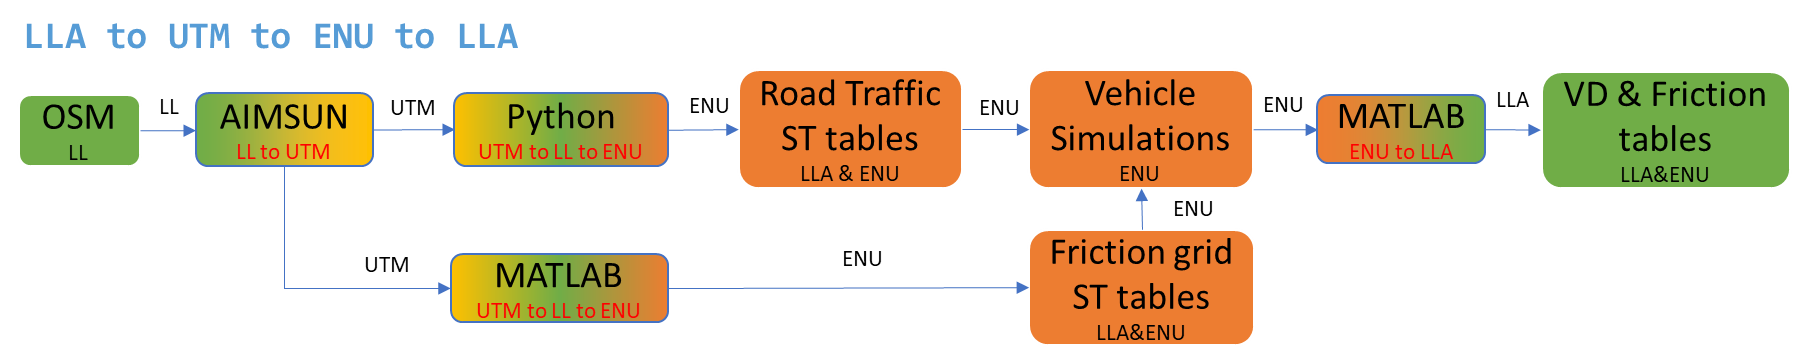 LLA to UTM to ENU to LLA
OSM
LL
LL
AIMSUN
LL to UTM
UTM
Python
UTM to LL to ENU
ENU
Road Traffic
ST tables
LLA & ENU
ENU
Vehicle
Simulations
ENU
ENU
MATLAB
ENU to LLA
LLA
VD & Friction
tables
LLA&ENU
UTM
MATLAB
UTM to LL to ENU
ENU
ENU
Friction grid
ST tables
LLA&ENU